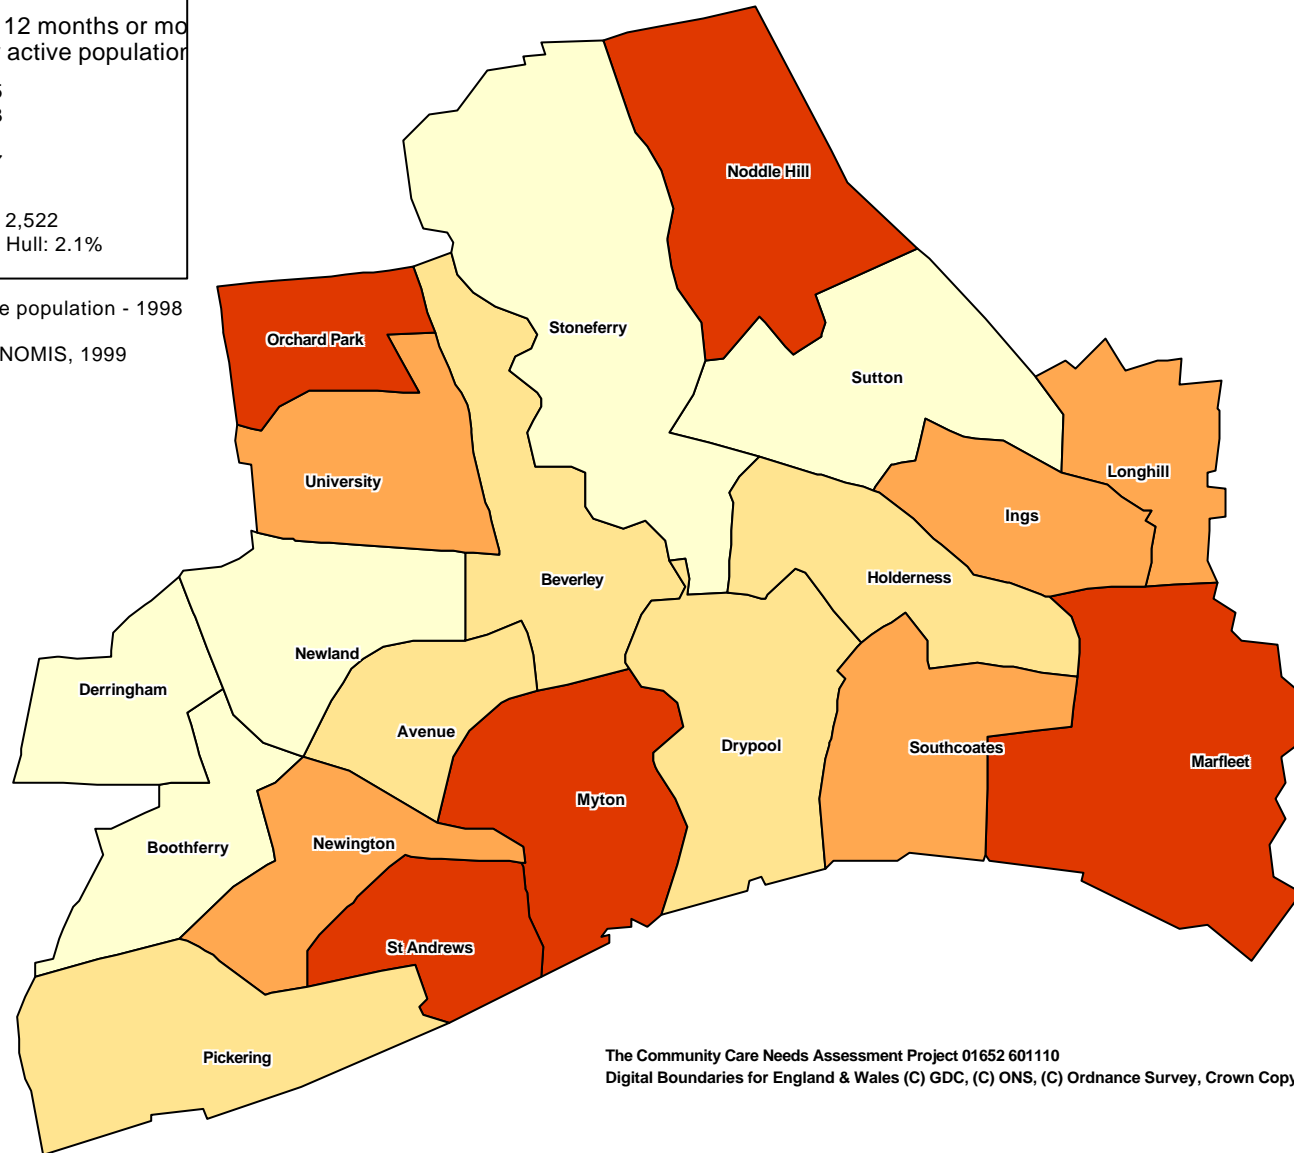 12 months or mo
active population
2,522
Hull: 2.1%
e population - 1998
NOMIS, 1999
Noddle Hill
Stoneferry
Orchard Park
Sutton
Longhill
University
Ings
Beverley
Holderness
Newland
Derringham
Avenue
Drypool
Southcoates
Marfleet
Myton
Newington
Boothferry
St Andrews
Pickering
The Community Care Needs Assessment Project 01652 601110
Digital Boundaries for England & Wales (C) GDC, (C) ONS, (C) Ordnance Survey, Crown Copy